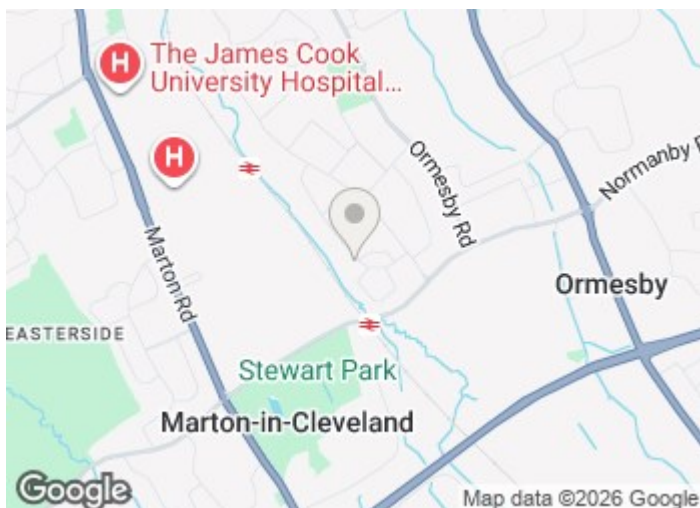 H
The James Cook
University Hospital...
H
Ormesby Rd
Normanby R
Marton Rd
Ormesby
EASTERSIDE
Stewart Park
Marton-in-Cleveland
Google
Map data ©2026 Google